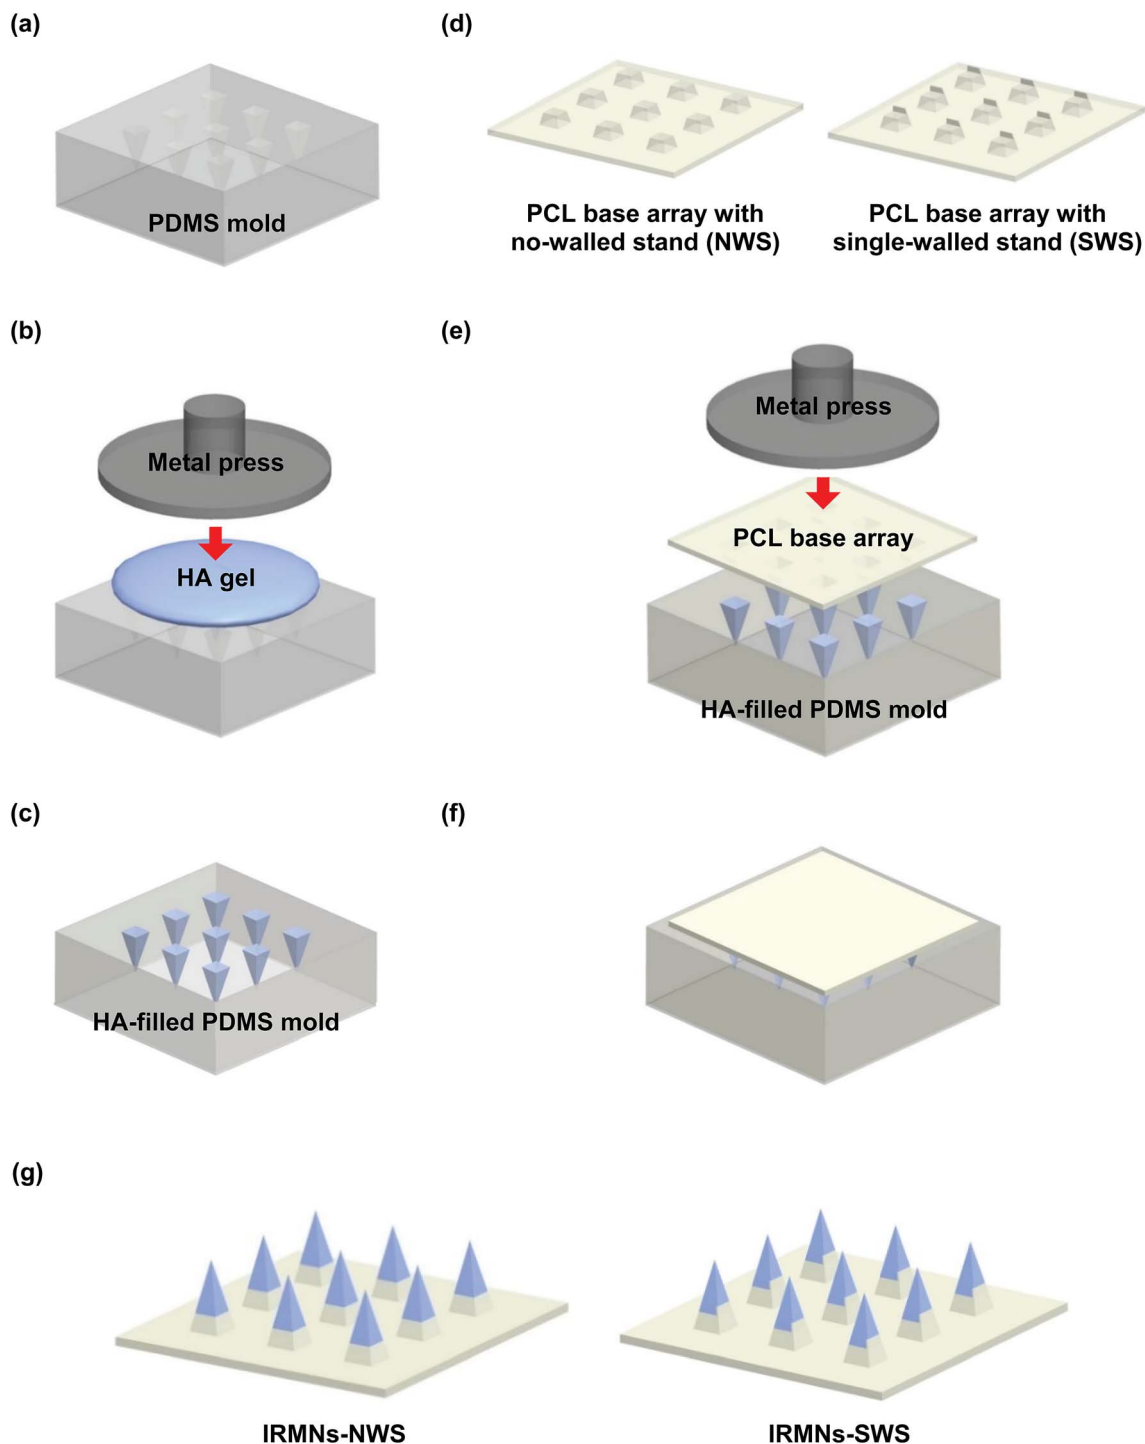 (a)
PDMS mold
(b)
Metal press
HA gel
(c)
HA-filled PDMS mold
(d)
PCL base array with
no-walled stand (NWS)
PCL base array with
single-walled stand (SWS)
(e)
Metal press
PCL base array
HA-filled PDMS mold
(f)
(g)
IRMNs-NWS
IRMNs-SWS